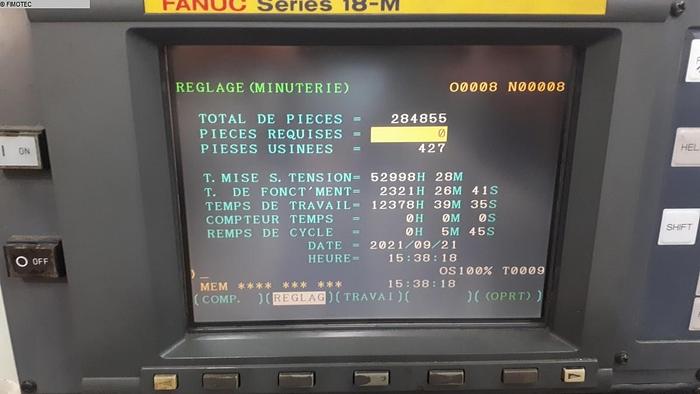 © FIMOTEC
FANUC Series 18-M
REGLAGE (MINUTERIE) O0008 N00008
TOTAL DE PIECES = 284855
PIECES REQUISES = 0
PIESES USINEES = 427
T. MISE S. TENSION= 52998H 28M
T. DE FONCT'MENT= 2321H 26M 41S
TEMPS DE TRAVAIL= 12378H 39M 35S
COMPTEUR TEMPS = 0H 0M 0S
REMPS DE CYCLE = 0H 5M 45S
DATE = 2021/09/21
HEURE= 15:38:18
)_ OS100% T0009
MEM **** *** *** 15:38:18
(COMP. )(REGLAG)(TRAVAI)( )((OPRT))
I ON
O OFF
HEL
SHIFT